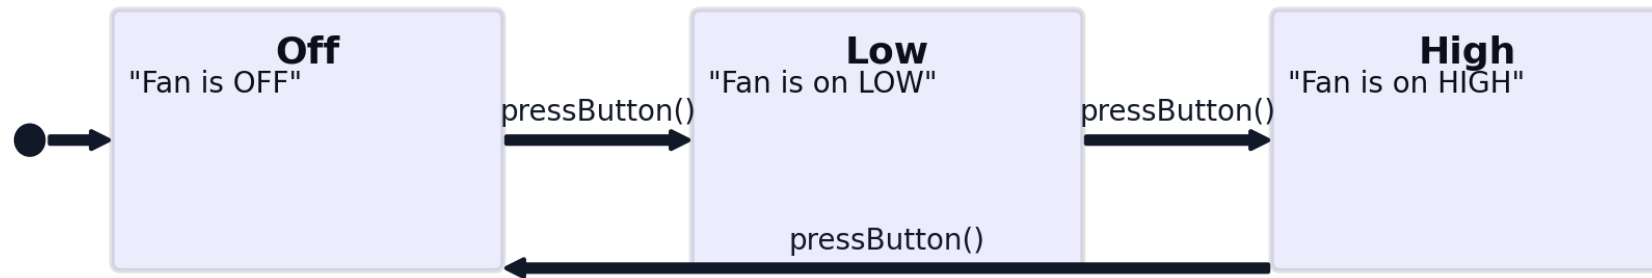 Off
"Fan is OFF"
pressButton()
Low
"Fan is on LOW"
pressButton()
High
"Fan is on HIGH"
pressButton()